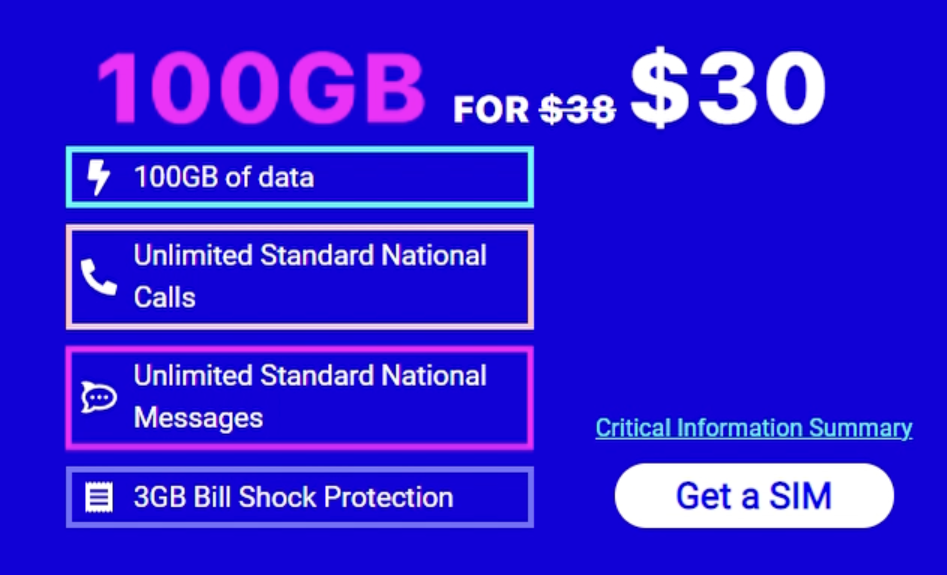 100GB FOR $38 $30
100GB of data
Unlimited Standard National
Calls
Unlimited Standard National
Messages
3GB Bill Shock Protection
Critical Information Summary
Get a SIM